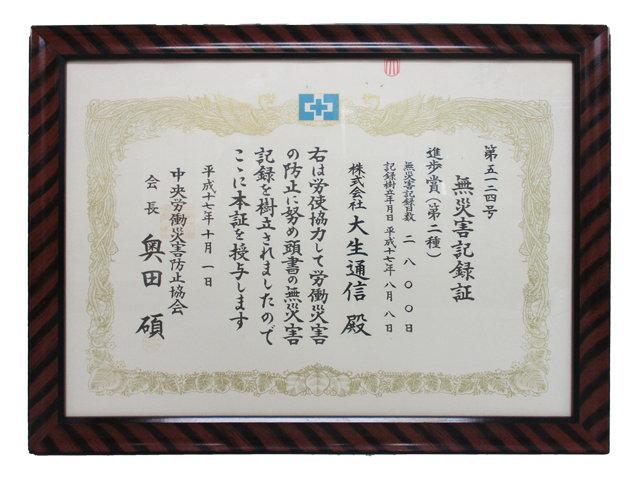 第五一二四号
無災害記録証
進歩賞(第二種)
無災害記録日数 二八〇〇日
記録樹立年月日 平成十七年八月八日
株式会社 大生通信 殿
右は労使協力して労働災害
の防止に努め頭書の無災害
記録を樹立されましたので
ここに本証を授与します
平成十七年十月一日
中央労働災害防止協会
会長 奥田 碩